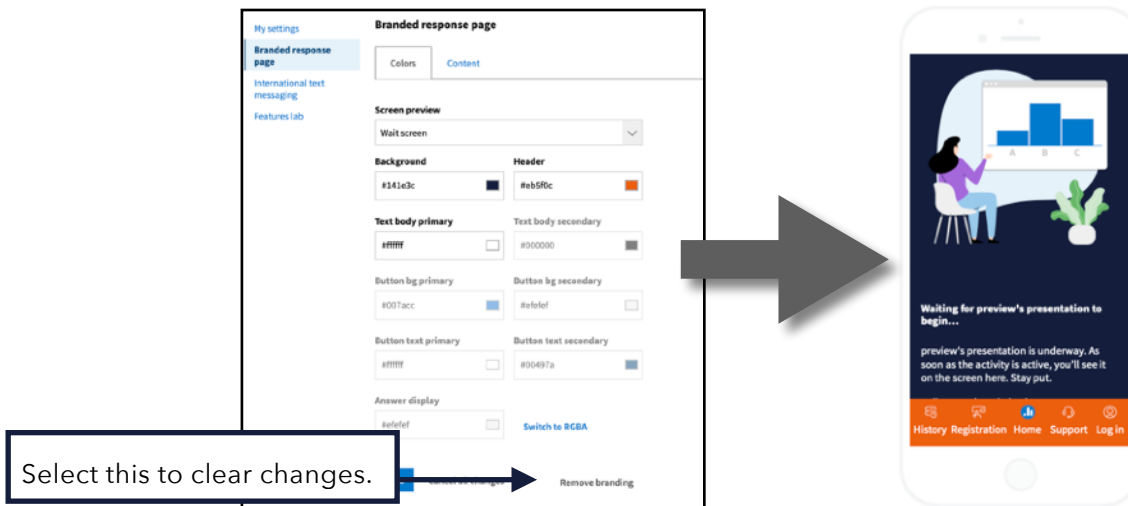 My settings
Branded response
page
International text
messaging
Features lab
Branded response page
Colors
Content
Screen preview
Wait screen
Background
Header
#141e3c
#eb5f0c
Text body primary
Text body secondary
#ffffff
#000000
Button bg primary
Button bg secondary
#007acc
#efefef
Button text primary
Button text secondary
#ffffff
#00497a
Answer display
#efefef
Switch to RGBA
Remove branding
Select this to clear changes.
A B C
Waiting for preview's presentation to
begin...
preview's presentation is underway. As
soon as the activity is active, you'll see it
on the screen here. Stay put.
History Registration Home Support Log in